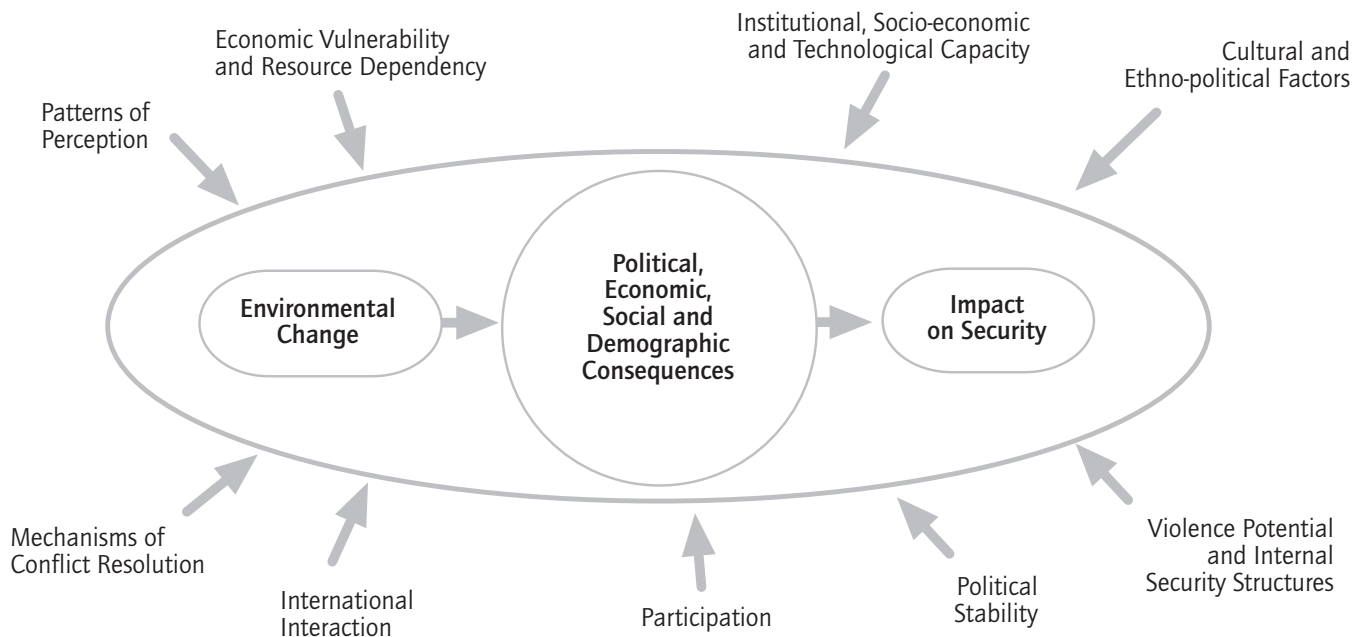 Economic Vulnerability
and Resource Dependency
Institutional, Socio-economic
and Technological Capacity
Cultural and
Ethno-political Factors
Patterns of
Perception
Environmental
Change
Political,
Economic,
Social and
Demographic
Consequences
Impact
on Security
Mechanisms of
Conflict Resolution
International
Interaction
Participation
Political
Stability
Violence Potential
and Internal
Security Structures